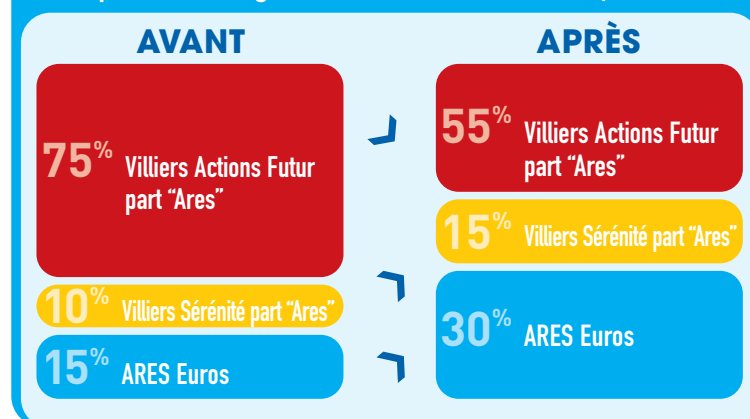 AVANT
75% Villiers Actions Futur
part “Ares”
10% Villiers Sérénité part “Ares”
15% ARES Euros
APRÈS
55% Villiers Actions Futur
part “Ares”
15% Villiers Sérénité part “Ares”
30% ARES Euros